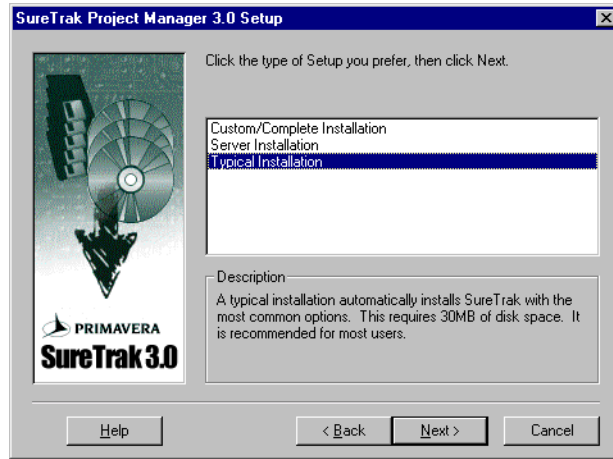 SureTrak Project Manager 3.0 Setup
Click the type of Setup you prefer, then click Next.
Custom/Complete Installation
Server Installation
Typical Installation
Description
A typical installation automatically installs SureTrak with the
most common options. This requires 30MB of disk space. It
is recommended for most users.
PRIMAVERA
SureTrak 3.0
Help
< Back
Next >
Cancel